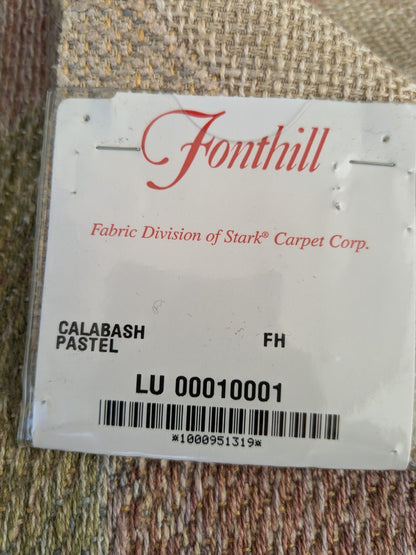 Fonthill
Fabric Division of Stark® Carpet Corp.
CALABASH FH
PASTEL
LU 00010001
*1000951319*